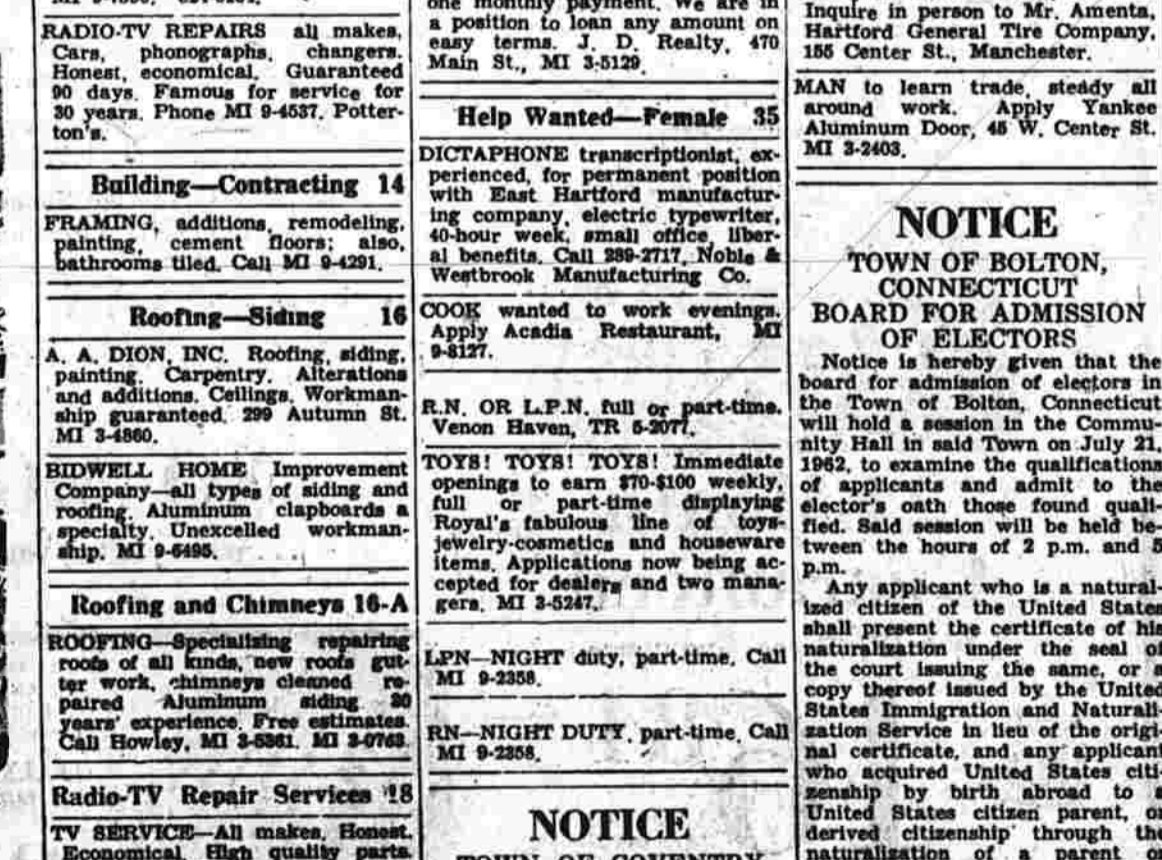 RADIO-TV REPAIRS all makes.
Cars, phonographs, changers.
Honest, economical. Guaranteed
90 days. Famous for service for
30 years. Phone MI 9-4537. Potter-
ton's.
Building—Contracting 14
FRAMING, additions, remodeling,
painting, cement floors; also,
bathrooms tiled. Call MI 9-4291.
Roofing—Siding 16
A. A. DION, INC. Roofing, siding,
painting. Carpentry. Alterations
and additions. Ceilings. Workman-
ship guaranteed. 299 Autumn St.
MI 3-4860.
BIDWELL HOME Improvement
Company—all types of siding and
roofing. Aluminum clapboards a
specialty. Unexcelled workman-
ship. MI 9-6495.
Roofing and Chimneys 16-A
ROOFING—Specializing repairing
roofs of all kinds, new roofs gut-
ter work, chimneys cleaned re-
paired Aluminum siding 30
years' experience. Free estimates.
Call Howley, MI 3-5361. MI 3-0763
Radio-TV Repair Services 18
TV SERVICE—All makes. Honest.
Economical. High quality parts.
one monthly payment. We are in
a position to loan any amount on
easy terms. J. D. Realty, 470
Main St., MI 3-5129.
Help Wanted—Female 35
DICTAPHONE transcriptionist, ex-
perienced, for permanent position
with East Hartford manufactur-
ing company, electric typewriter,
40-hour week, small office, liber-
al benefits. Call 289-2717. Noble &
Westbrook Manufacturing Co.
COOK wanted to work evenings.
Apply Acadia Restaurant, MI
9-8127.
R.N. OR L.P.N. full or part-time.
Venon Haven, TR 5-2077.
TOYS! TOYS! TOYS! Immediate
openings to earn $70-$100 weekly,
full or part-time displaying
Royal's fabulous line of toys-
jewelry-cosmetics and houseware
items. Applications now being ac-
cepted for dealers and two mana-
gers. MI 3-5247.
LPN—NIGHT duty, part-time. Call
MI 9-2358.
RN—NIGHT DUTY, part-time, Call
MI 9-2358.
NOTICE
TOWN OF COVENTRY
Inquire in person to Mr. Amenta,
Hartford General Tire Company,
155 Center St., Manchester.
MAN to learn trade, steady all
around work. Apply Yankee
Aluminum Door, 45 W. Center St.
MI 3-2403.
NOTICE
TOWN OF BOLTON,
CONNECTICUT
BOARD FOR ADMISSION
OF ELECTORS
Notice is hereby given that the
board for admission of electors in
the Town of Bolton, Connecticut
will hold a session in the Commu-
nity Hall in said Town on July 21,
1962, to examine the qualifications
of applicants and admit to the
elector's oath those found quali-
fied. Said session will be held be-
tween the hours of 2 p.m. and 5
p.m.
Any applicant who is a natural-
ized citizen of the United States
shall present the certificate of his
naturalization under the seal of
the court issuing the same, or a
copy thereof issued by the United
States Immigration and Naturali-
zation Service in lieu of the origi-
nal certificate, and any applicant
who acquired United States citi-
zenship by birth abroad to a
United States citizen parent, or
derived citizenship through the
naturalization of a parent or